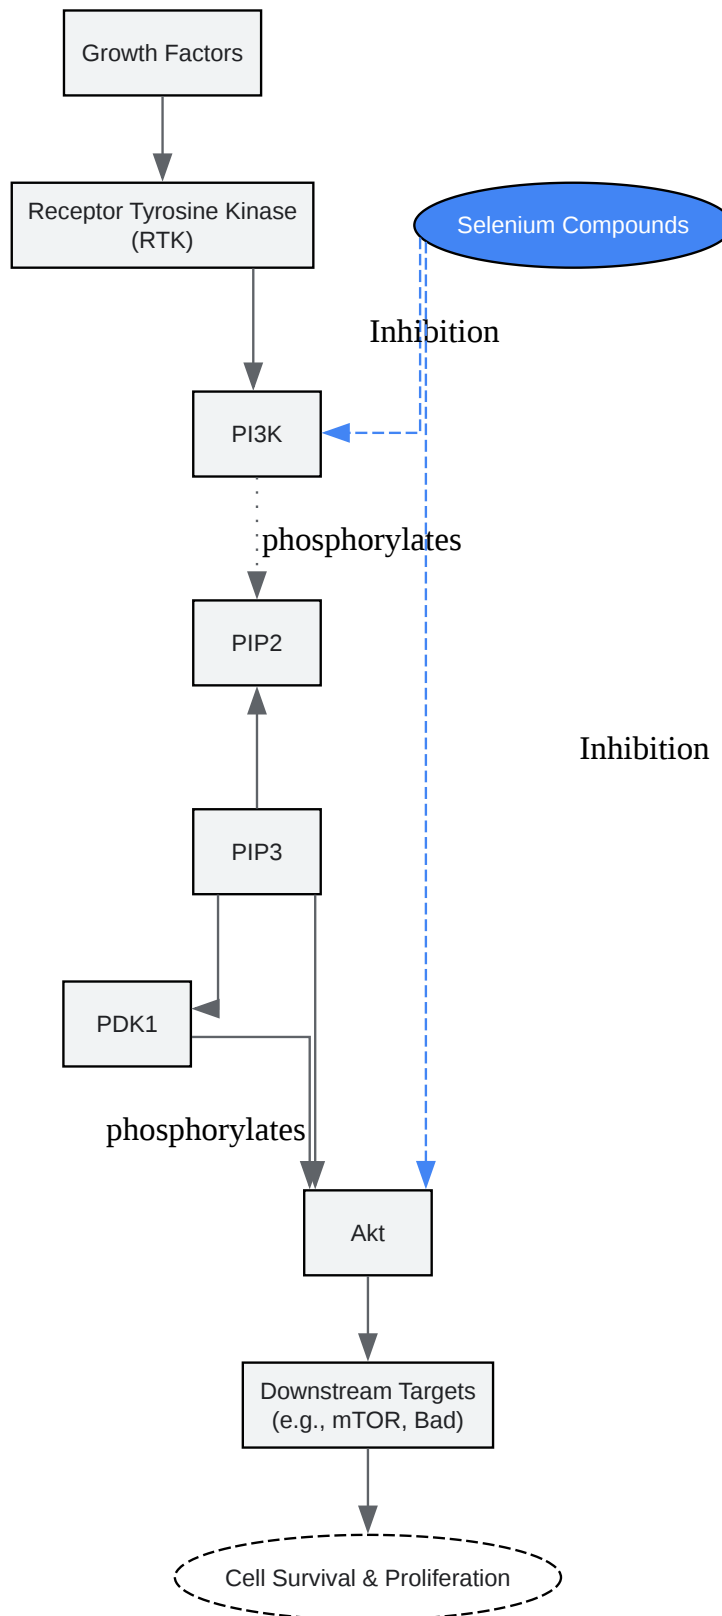 Growth Factors
Receptor Tyrosine Kinase
(RTK)
Selenium Compounds
Inhibition
PI3K
phosphorylates
PIP2
Inhibition
PIP3
PDK1
phosphorylates
Akt
Downstream Targets
(e.g., mTOR, Bad)
Cell Survival & Proliferation